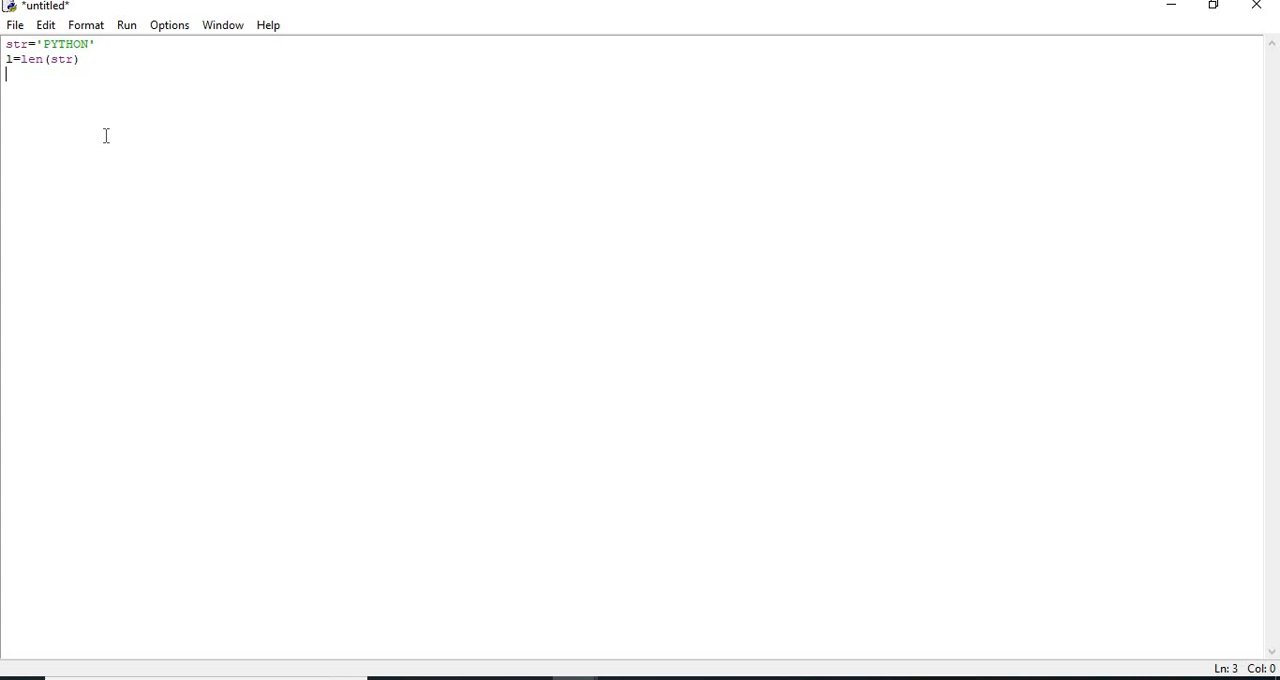 *untitled*
File Edit Format Run Options Window Help
str='PYTHON'
l=len(str)
Ln: 3 Col: 0